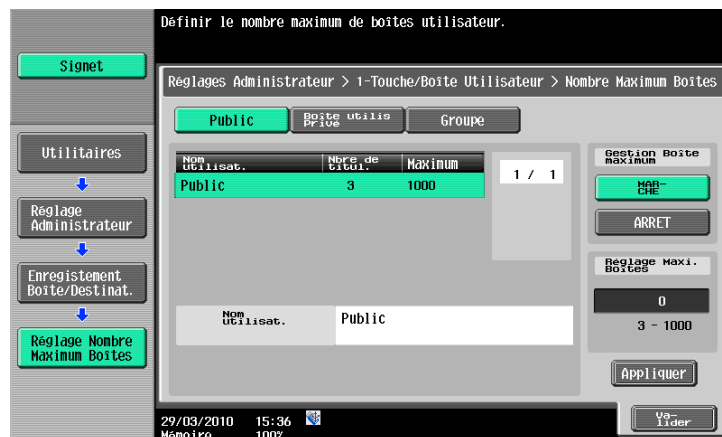 Définir le nombre maximum de boîtes utilisateur.
Signet
Réglages Administrateur > 1-Touche/Boîte Utilisateur > Nombre Maximum Boîtes
Public
Boîte utilis
Privé
Groupe
Utilitaires
Réglage
Administrateur
Enregistement
Boîte/Destinat.
Réglage Nombre
Maximum Boîtes
Nom
utilisat.
Nbre de
titul.
Maximum
Public 3 1000
1 / 1
Nom
utilisat.
Public
Gestion Boîte
maximum
MAR-
CHE
ARRET
Réglage Maxi.
Boîtes
0
3 - 1000
Appliquer
29/03/2010 15:36
Mémoire 100%
Va-
lider